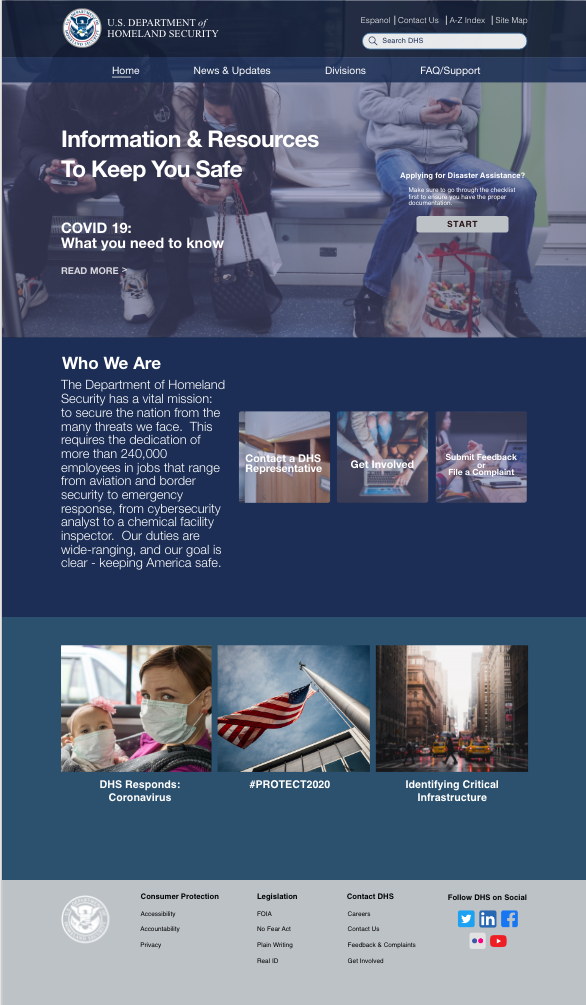 U.S. DEPARTMENT of
HOMELAND SECURITY
Espanol | Contact Us | A-Z Index | Site Map
Search DHS
Home News & Updates Divisions FAQ/Support
Information & Resources
To Keep You Safe
Applying for Disaster Assistance?
Make sure to go through the checklist
first to ensure you have the proper
documentation.
START
COVID 19:
What you need to know
READ MORE >
Who We Are
The Department of Homeland
Security has a vital mission:
to secure the nation from the
many threats we face. This
requires the dedication of
more than 240,000
employees in jobs that range
from aviation and border
security to emergency
response, from cybersecurity
analyst to a chemical facility
inspector. Our duties are
wide-ranging, and our goal is
clear - keeping America safe.
Contact a DHS
Representative
Get Involved
Submit Feedback
or
File a Complaint
DHS Responds:
Coronavirus
#PROTECT2020
Identifying Critical
Infrastructure
Consumer Protection
Accessibility
Accountability
Privacy
Legislation
FOIA
No Fear Act
Plain Writing
Real ID
Contact DHS
Careers
Contact Us
Feedback & Complaints
Get Involved
Follow DHS on Social